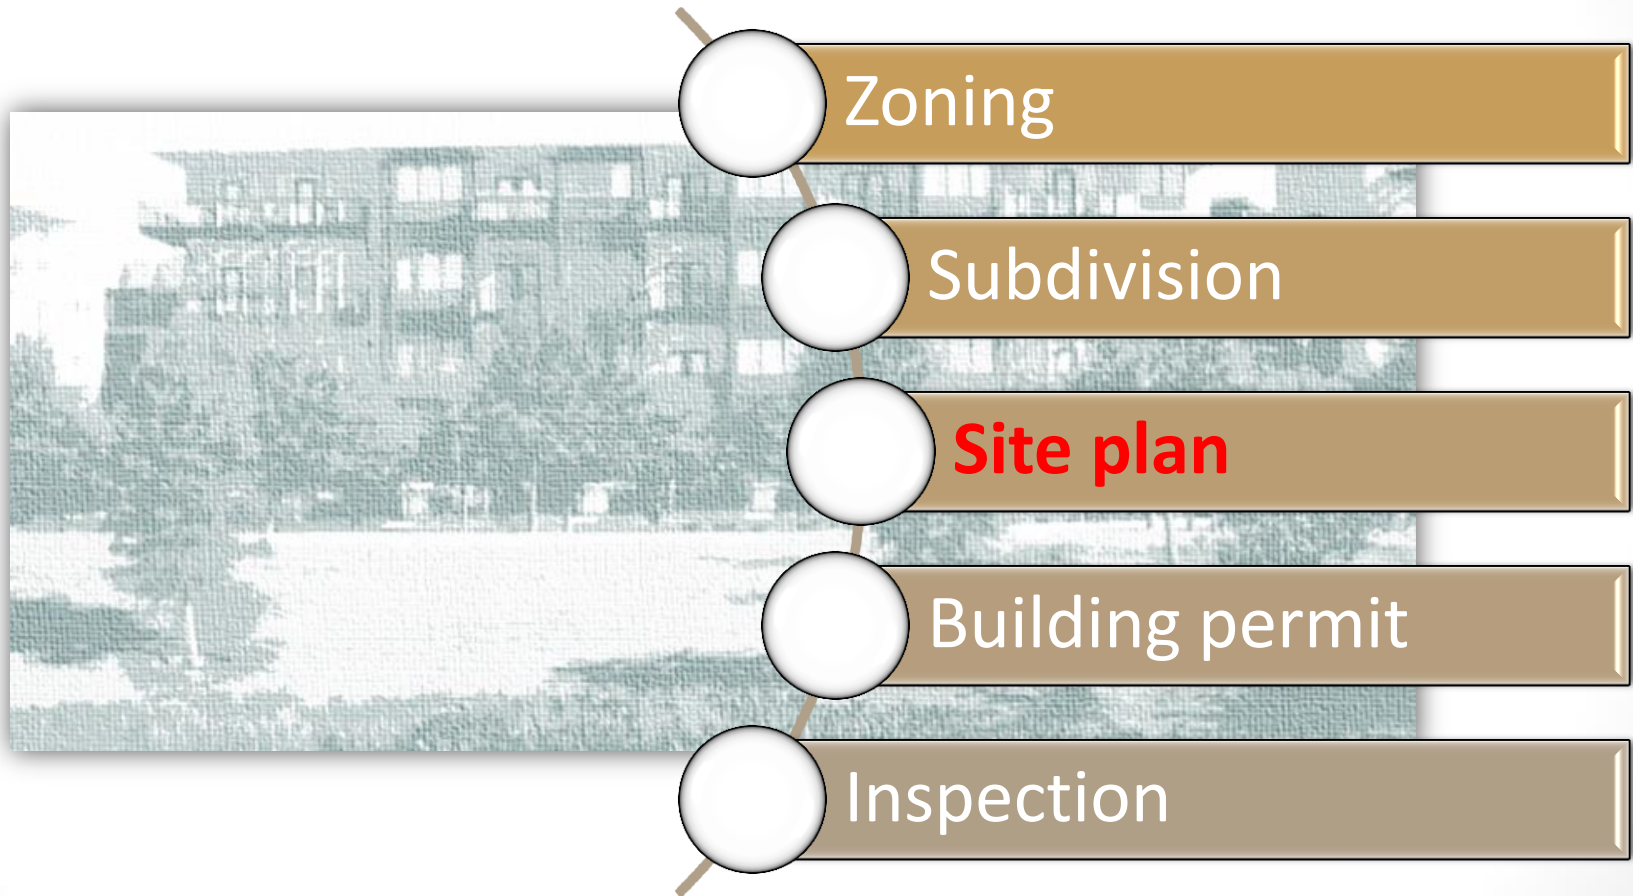 Zoning
Subdivision
Site plan
Building permit
Inspection